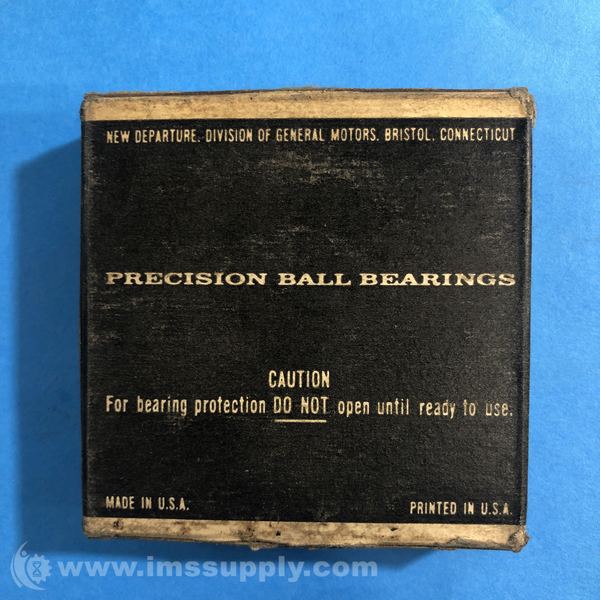 NEW DEPARTURE, DIVISION OF GENERAL MOTORS, BRISTOL, CONNECTICUT
PRECISION BALL BEARINGS
CAUTION
For bearing protection DO NOT open until ready to use.
MADE IN U.S.A.
PRINTED IN U.S.A.
www.imssupply.com